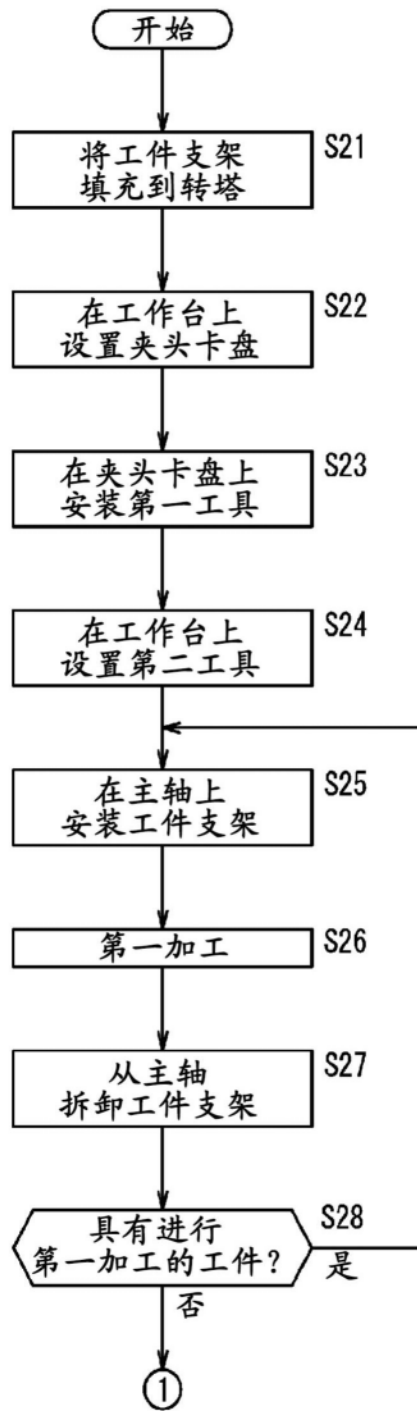 开始
将工件支架
填充到转塔
S21
在工作台上
设置夹头卡盘
S22
在夹头卡盘上
安装第一工具
S23
在工作台上
设置第二工具
S24
在主轴上
安装工件支架
S25
第一加工
S26
从主轴
拆卸工件支架
S27
具有进行
第一加工的工件？
S28
是
否
1